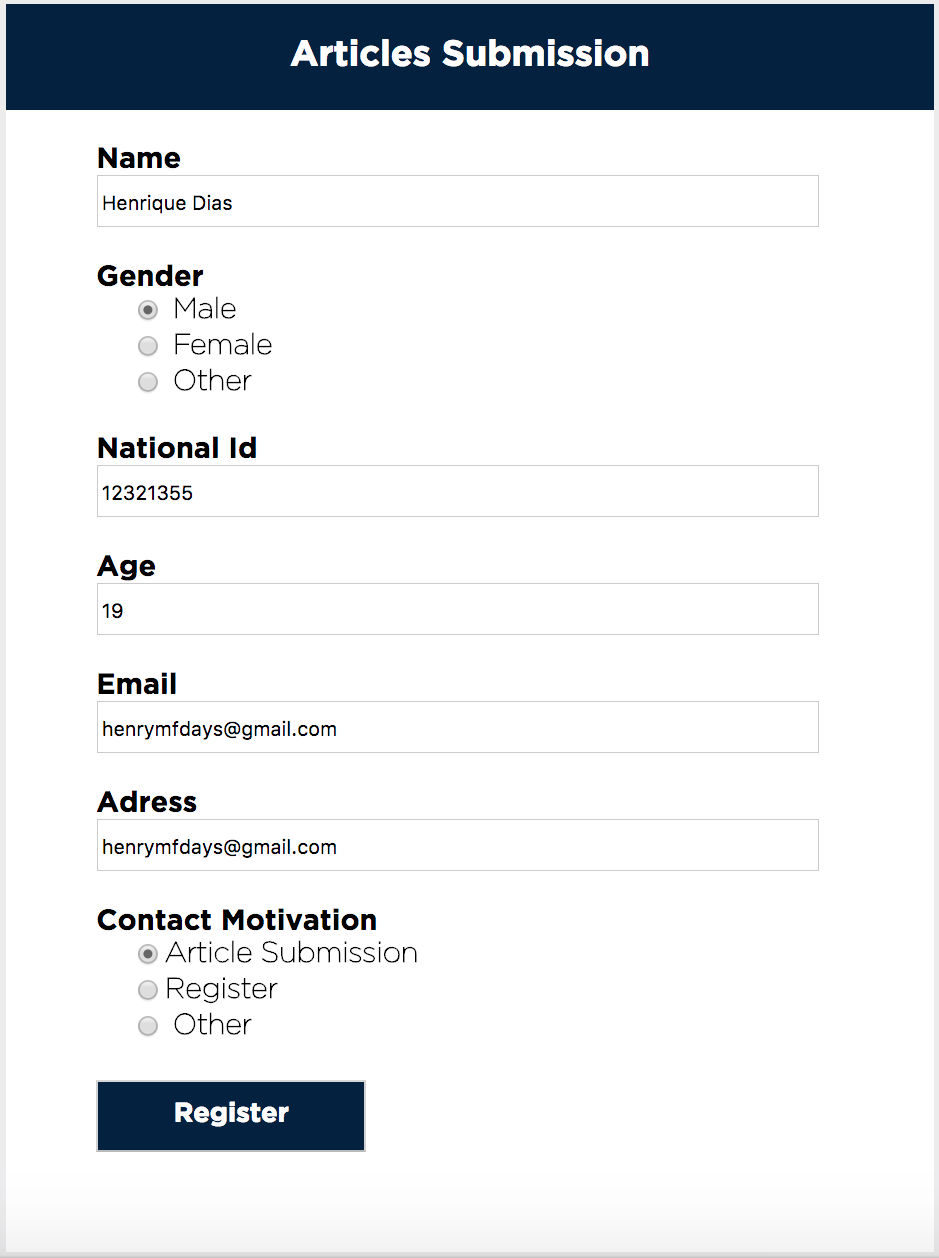 Articles Submission
Name
Henrique Dias
Gender
Male
Female
Other
National Id
12321355
Age
19
Email
henrymfdays@gmail.com
Adress
henrymfdays@gmail.com
Contact Motivation
Article Submission
Register
Other
Register